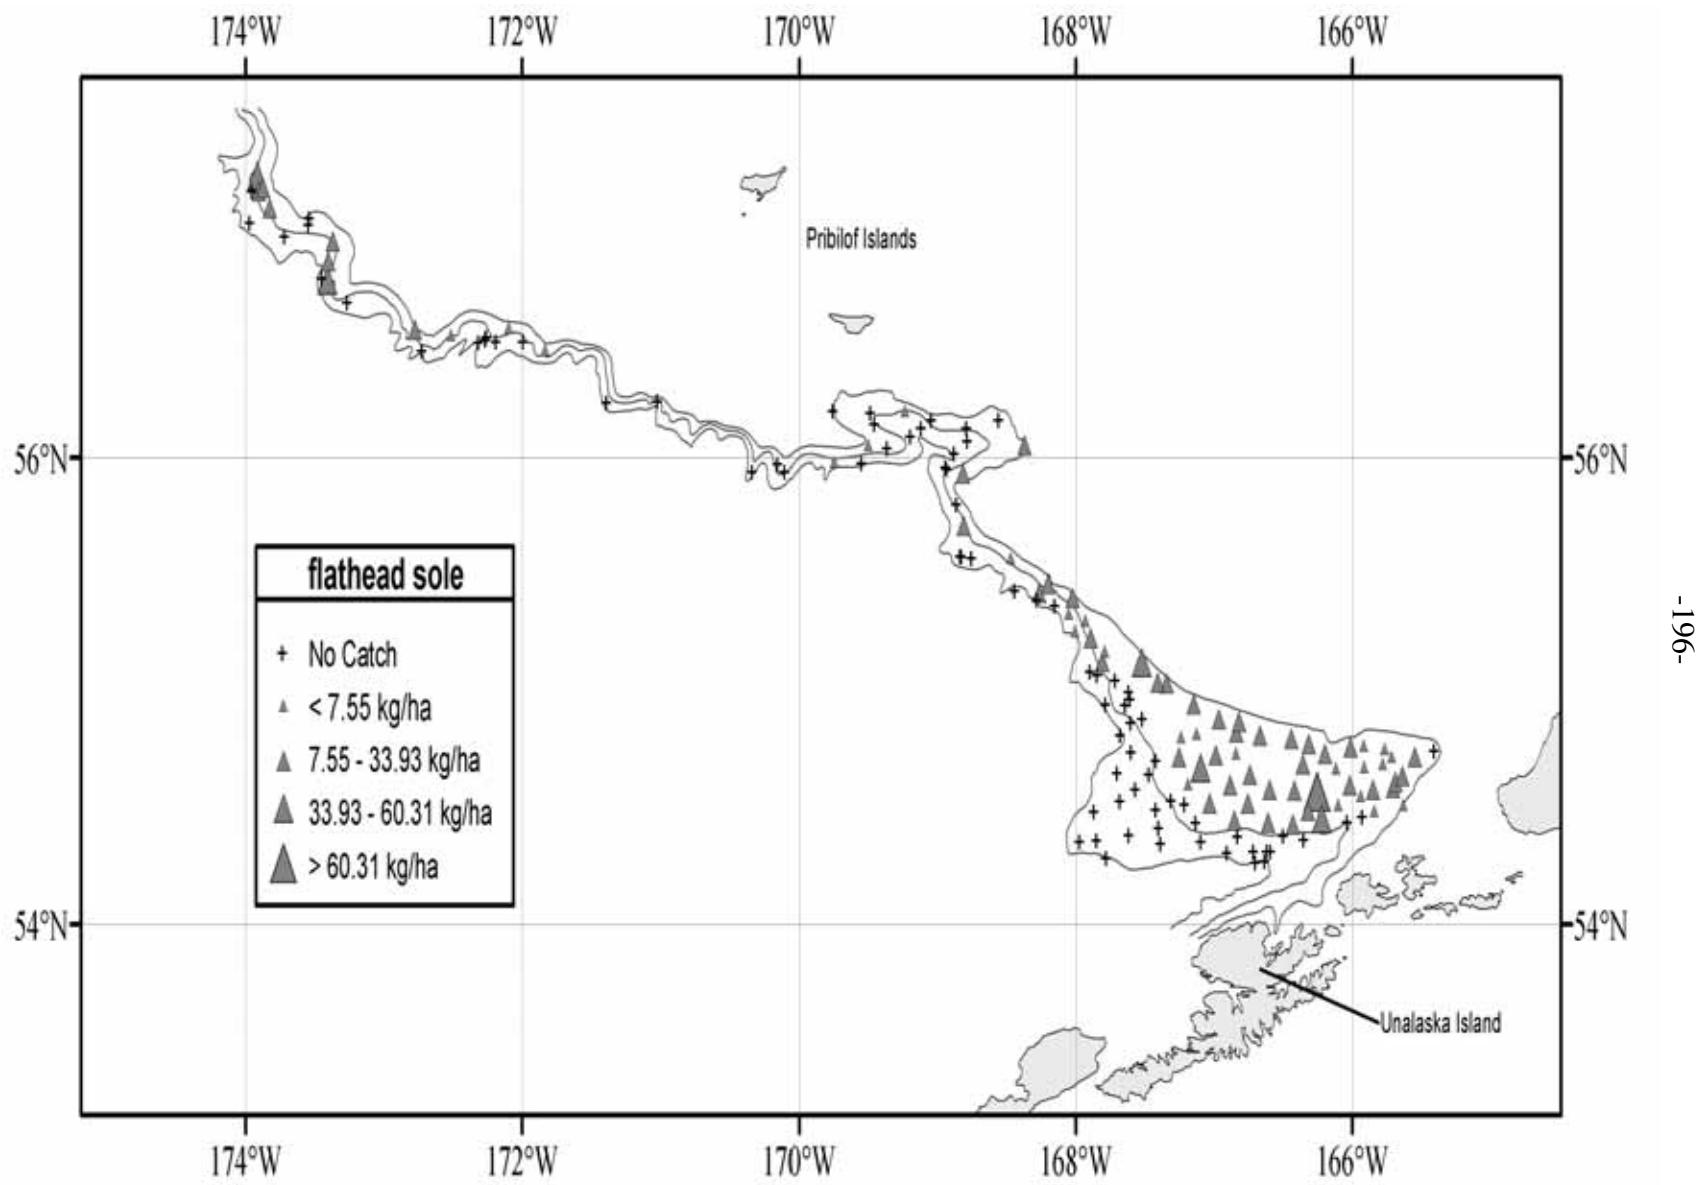 174°W 172°W 170°W 168°W 166°W
Pribilof Islands
56°N 56°N
flathead sole
No Catch
< 7.55 kg/ha
7.55 - 33.93 kg/ha
33.93 - 60.31 kg/ha
> 60.31 kg/ha
-196-
54°N 54°N
Unalaska Island
174°W 172°W 170°W 168°W 166°W